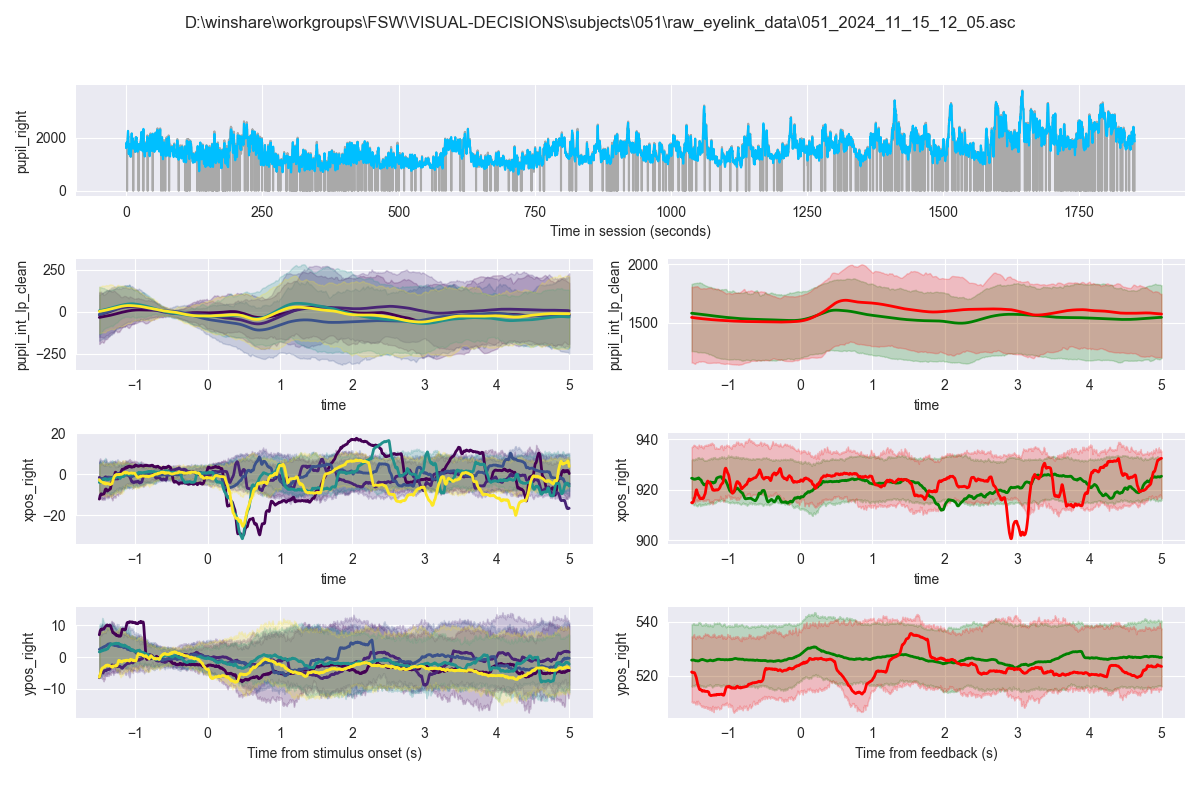 D:\winshare\workgroups\FSW\VISUAL-DECISIONS\subjects\051\raw_eyelink_data\051_2024_11_15_12_05.asc
pupil_right
2000
0
0 250 500 750 1000 1250 1500 1750
Time in session (seconds)
pupil_int_lp_clean
250
0
−250
−1 0 1 2 3 4 5
time
pupil_int_lp_clean
2000
1500
−1 0 1 2 3 4 5
time
xpos_right
20
0
−20
−1 0 1 2 3 4 5
time
xpos_right
940
920
900
−1 0 1 2 3 4 5
time
ypos_right
10
0
−10
−1 0 1 2 3 4 5
Time from stimulus onset (s)
ypos_right
540
520
−1 0 1 2 3 4 5
Time from feedback (s)